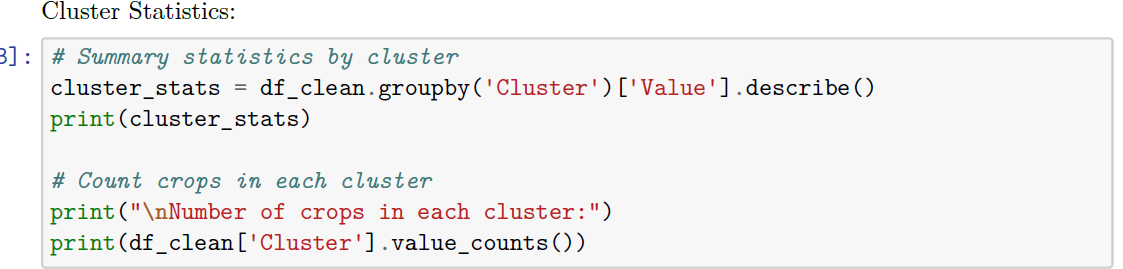 Cluster Statistics:
3]: # Summary statistics by cluster
cluster_stats = df_clean.groupby('Cluster')['Value'].describe()
print(cluster_stats)
# Count crops in each cluster
print("\nNumber of crops in each cluster:")
print(df_clean['Cluster'].value_counts())